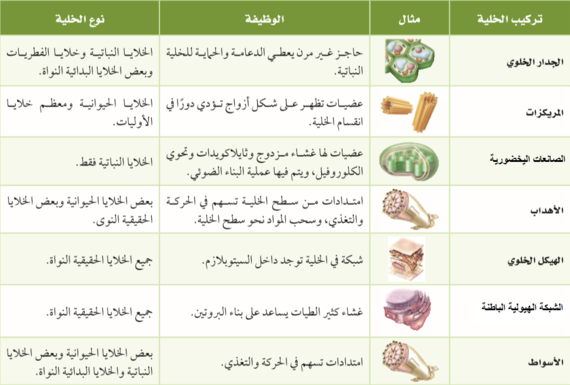 تركيب الخلية مثال الوظيفة نوع الخلية
الجدار الخلوي
حاجز غير مرن يعطي الدعامة والحماية للخلية
النباتية.
الخلايا النباتية وخلايا الفطريات
وبعض الخلايا البدائية النواة.
المريكزات
عضيات تظهر على شكل أزواج تؤدي دورًا في
انقسام الخلية.
الخلايا الحيوانية ومعظم خلايا
الأوليات.
الصانعات اليخضورية
عضيات لها غشاء مزدوج وثايلاكويدات وتحوي
الكلوروفيل، ويتم فيها عملية البناء الضوئي.
الخلايا النباتية فقط.
الأهداب
امتدادات من سطح الخلية تسهم في الحركة
والتغذي، وسحب المواد نحو سطح الخلية.
بعض الخلايا الحيوانية وبعض الخلايا
الحقيقية النوى.
الهيكل الخلوي
شبكة في الخلية توجد داخل السيتوبلازم.
جميع الخلايا الحقيقية النواة.
الشبكة الهيولية الباطنة
غشاء كثير الطيات يساعد على بناء البروتين.
جميع الخلايا الحقيقية النواة.
الأسواط
امتدادات تسهم في الحركة والتغذي.
بعض الخلايا الحيوانية وبعض الخلايا
النباتية والخلايا البدائية النواة.